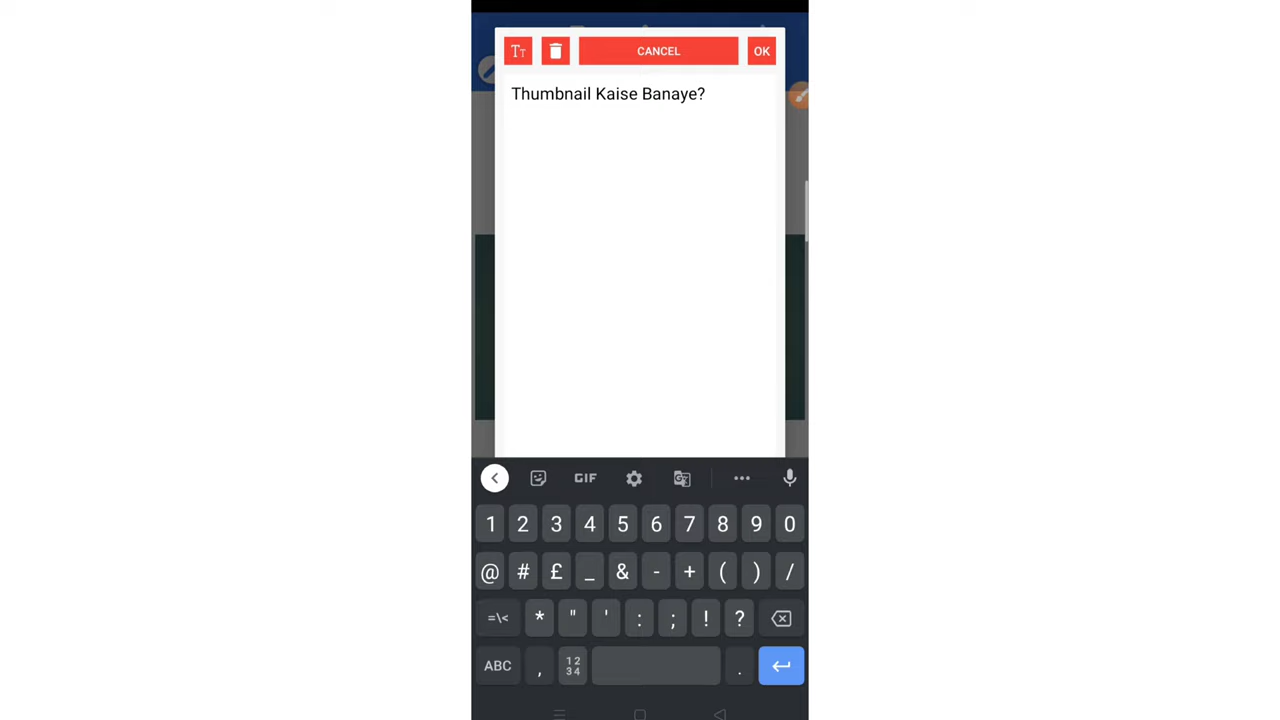 Tт CANCEL OK
Thumbnail Kaise Banaye?
GIF
1 2 3 4 5 6 7 8 9 0
@ # £ _ & - + ( ) /
=\< * " ' : ; ! ?
ABC , 12 34 .